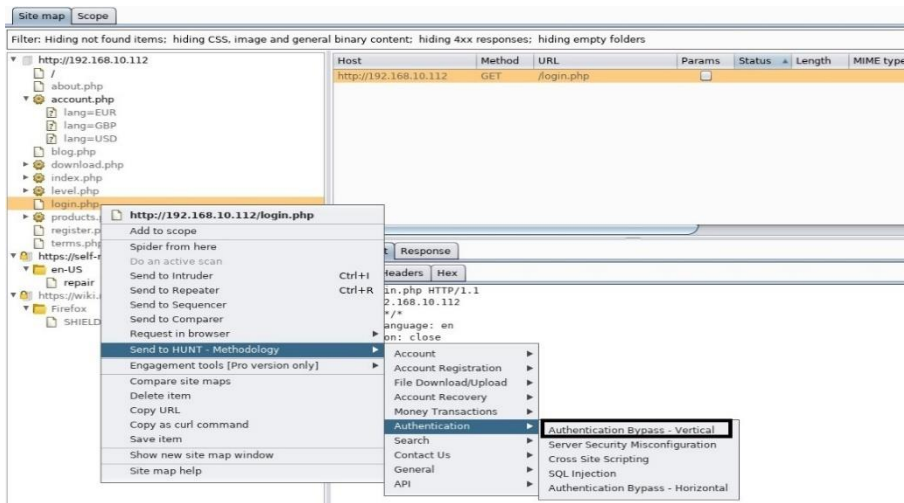 Site map Scope
Filter: Hiding not found items; hiding CSS, image and general binary content; hiding 4xx responses; hiding empty folders
http://192.168.10.112
/
about.php
account.php
lang=EUR
lang=GBP
lang=USD
blog.php
download.php
index.php
level.php
login.php
products.
register.p
terms.php
https://self-r
en-US
repair
https://wiki.
Firefox
SHIELD
Host Method URL Params Status Length MIME type
http://192.168.10.112 GET /login.php
http://192.168.10.112/login.php
Add to scope
Spider from here
Do an active scan
Send to Intruder Ctrl+I
Send to Repeater Ctrl+R
Send to Sequencer
Send to Comparer
Request in browser
Send to HUNT - Methodology
Engagement tools [Pro version only]
Compare site maps
Delete item
Copy URL
Copy as curl command
Save item
Show new site map window
Site map help
t Response
Headers Hex
in.php HTTP/1.1
2.168.10.112
*/*
anguage: en
on: close
Account
Account Registration
File Download/Upload
Account Recovery
Money Transactions
Authentication
Search
Contact Us
General
API
Authentication Bypass - Vertical
Server Security Misconfiguration
Cross Site Scripting
SQL Injection
Authentication Bypass - Horizontal